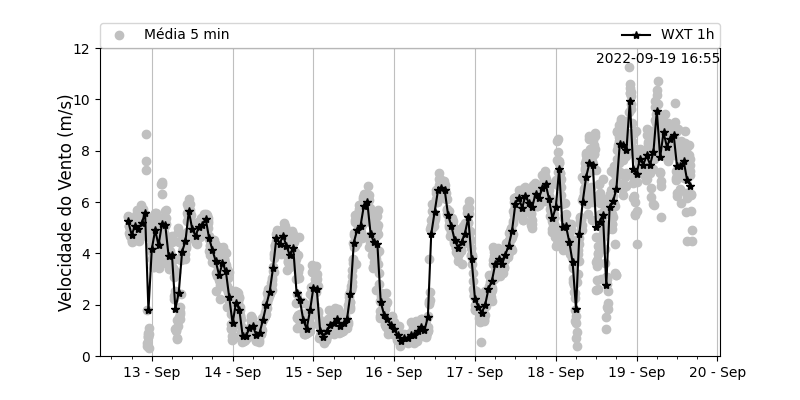 Média 5 min
WXT 1h
2022-09-19 16:55
Velocidade do Vento (m/s)
12
10
8
6
4
2
0
13 - Sep
14 - Sep
15 - Sep
16 - Sep
17 - Sep
18 - Sep
19 - Sep
20 - Sep